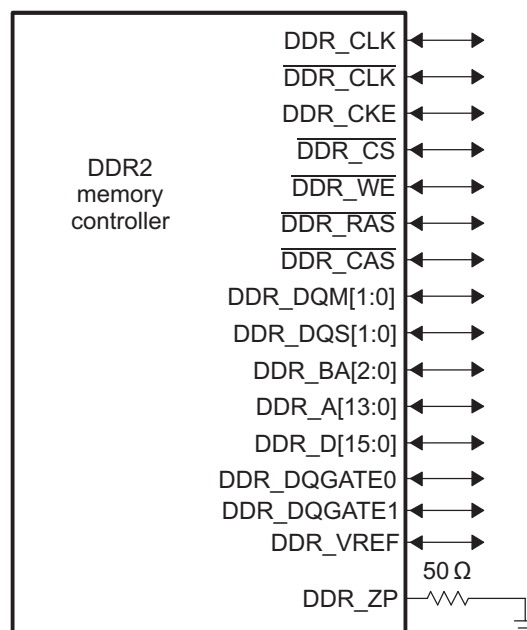 DDR_CLK
DDR_CLK
DDR_CKE
DDR_CS
DDR2
memory
controller
DDR_WE
DDR_RAS
DDR_CAS
DDR_DQM[1:0]
DDR_DQS[1:0]
DDR_BA[2:0]
DDR_A[13:0]
DDR_D[15:0]
DDR_DQGATE0
DDR_DQGATE1
DDR_VREF
50 Ω
DDR_ZP